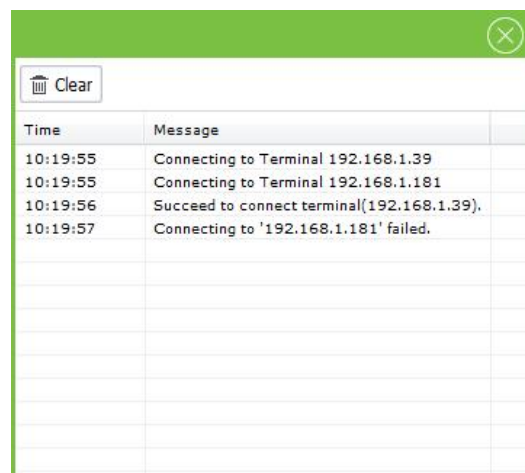 Clear
Time Message
10:19:55 Connecting to Terminal 192.168.1.39
10:19:55 Connecting to Terminal 192.168.1.181
10:19:56 Succeed to connect terminal(192.168.1.39).
10:19:57 Connecting to '192.168.1.181' failed.